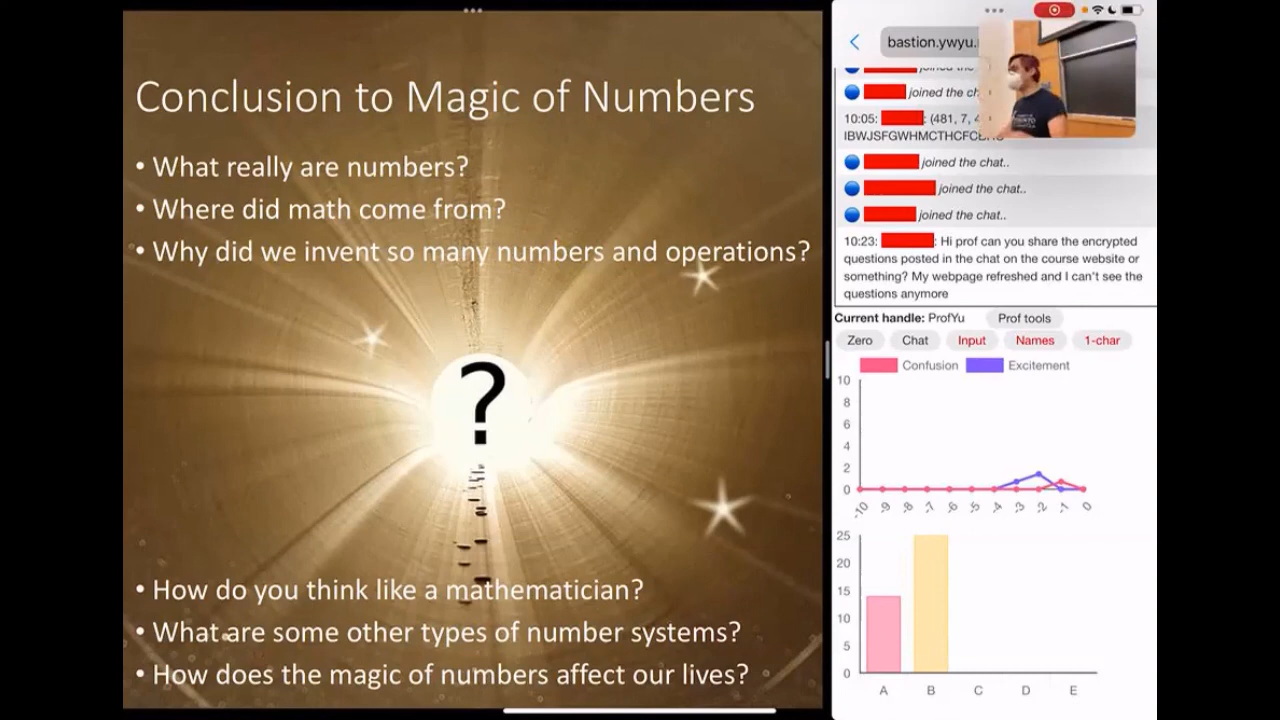 Conclusion to Magic of Numbers
• What really are numbers?
• Where did math come from?
• Why did we invent so many numbers and operations?
?
• How do you think like a mathematician?
• What are some other types of number systems?
• How does the magic of numbers affect our lives?
bastion.ywyu.
joined the
joined the ch
10:05: : (481, 7, 4
joined the chat..
joined the chat..
joined the chat..
10:23: : Hi prof can you share the encrypted
questions posted in the chat on the course website or
something? My webpage refreshed and I can't see the
questions anymore
Current handle: ProfYu Prof tools
Zero Chat Input Names 1-char
Confusion Excitement
10
8
6
4
2
0
-10 -9 -8 -7 -6 -5 -4 -3 -2 -1 0
25
20
15
10
5
0
A B C D E